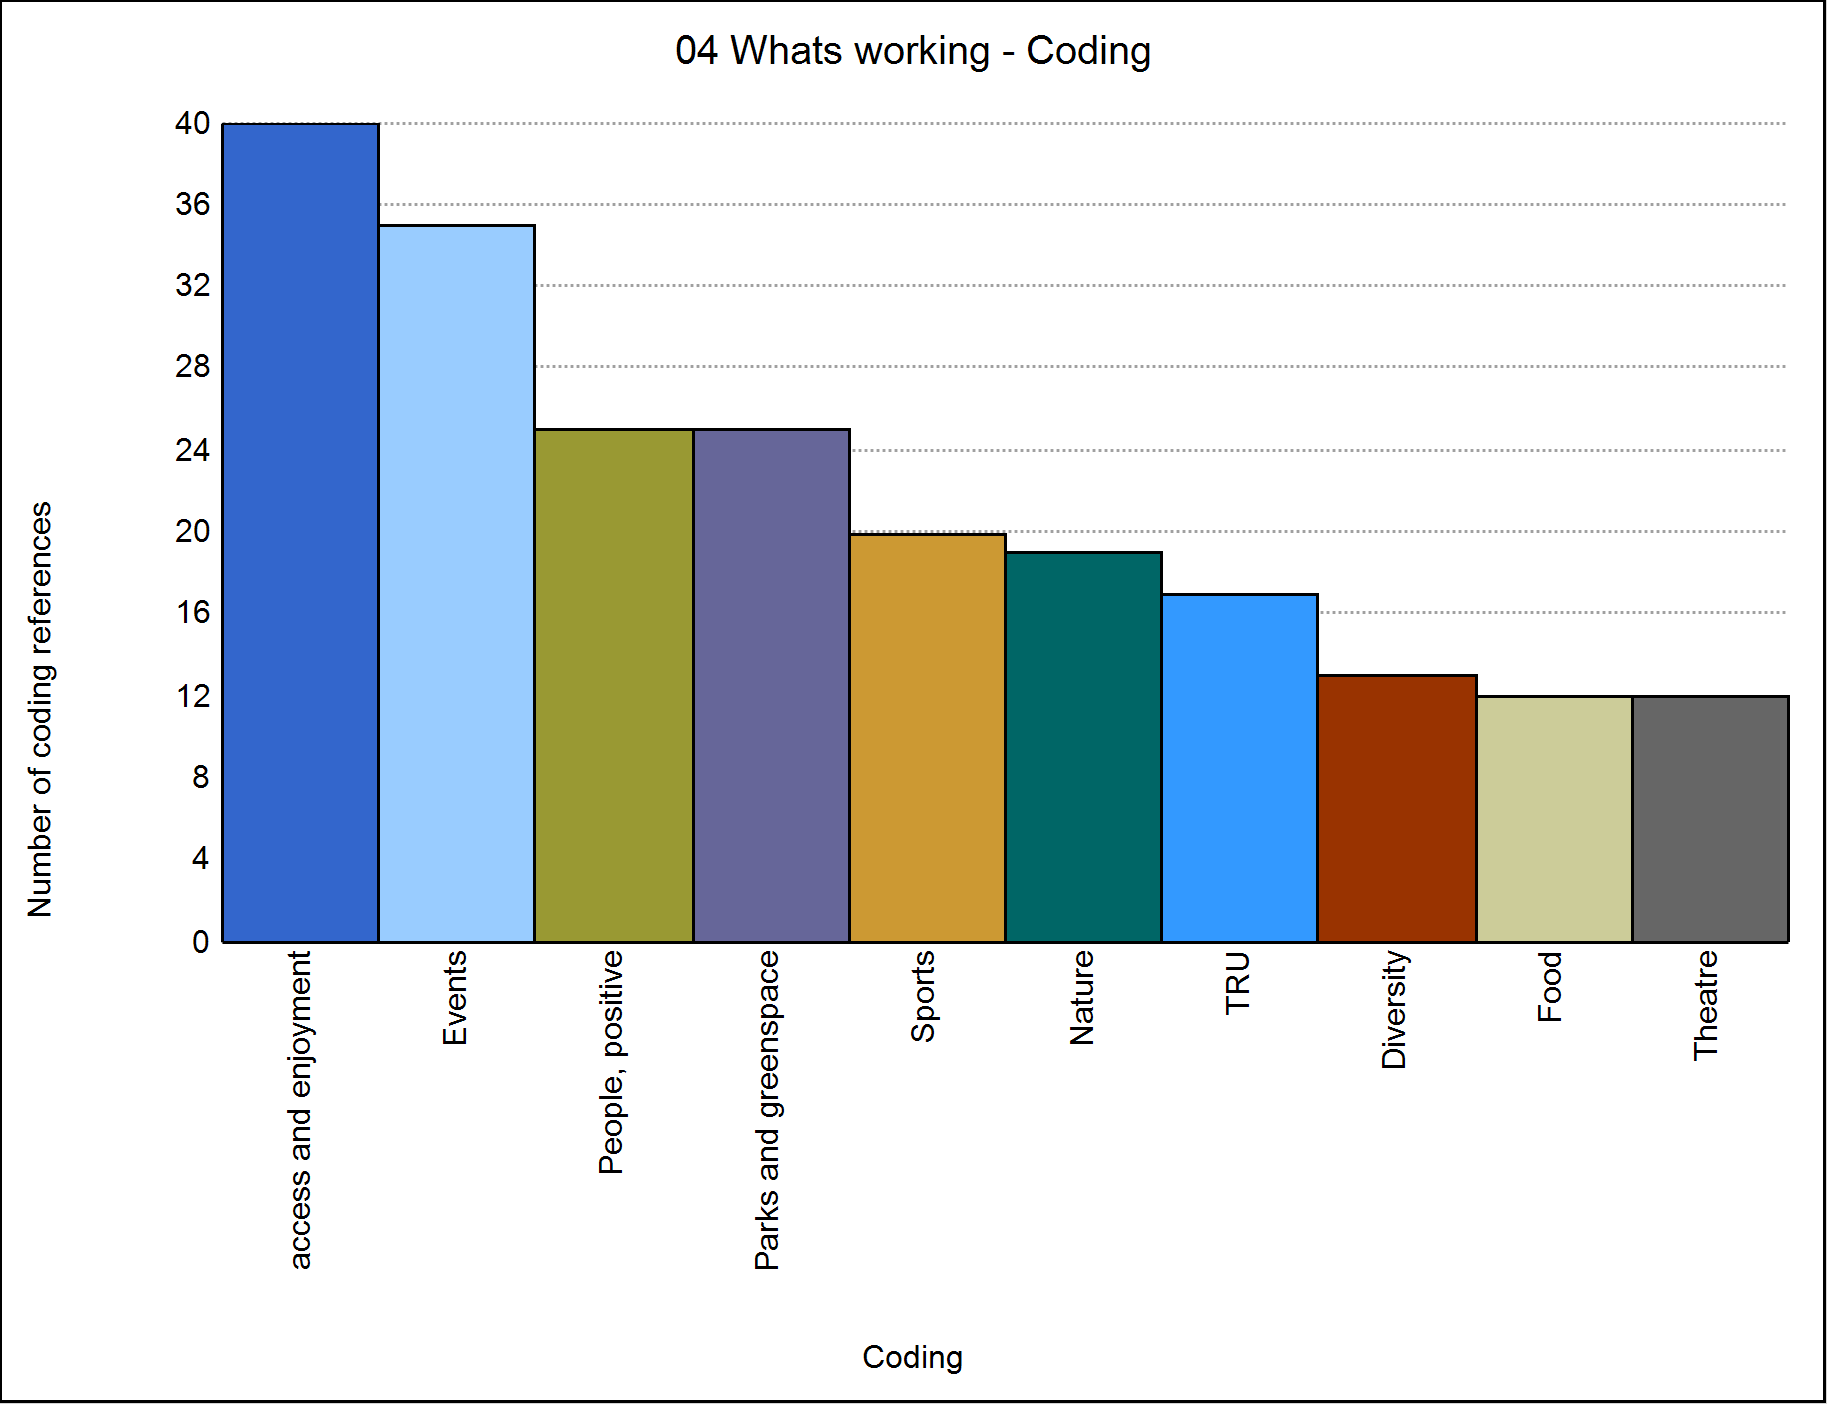 04 Whats working - Coding
Number of coding references
40
36
32
28
24
20
16
12
8
4
0
access and enjoyment
Events
People, positive
Parks and greenspace
Sports
Nature
TRU
Diversity
Food
Theatre
Coding